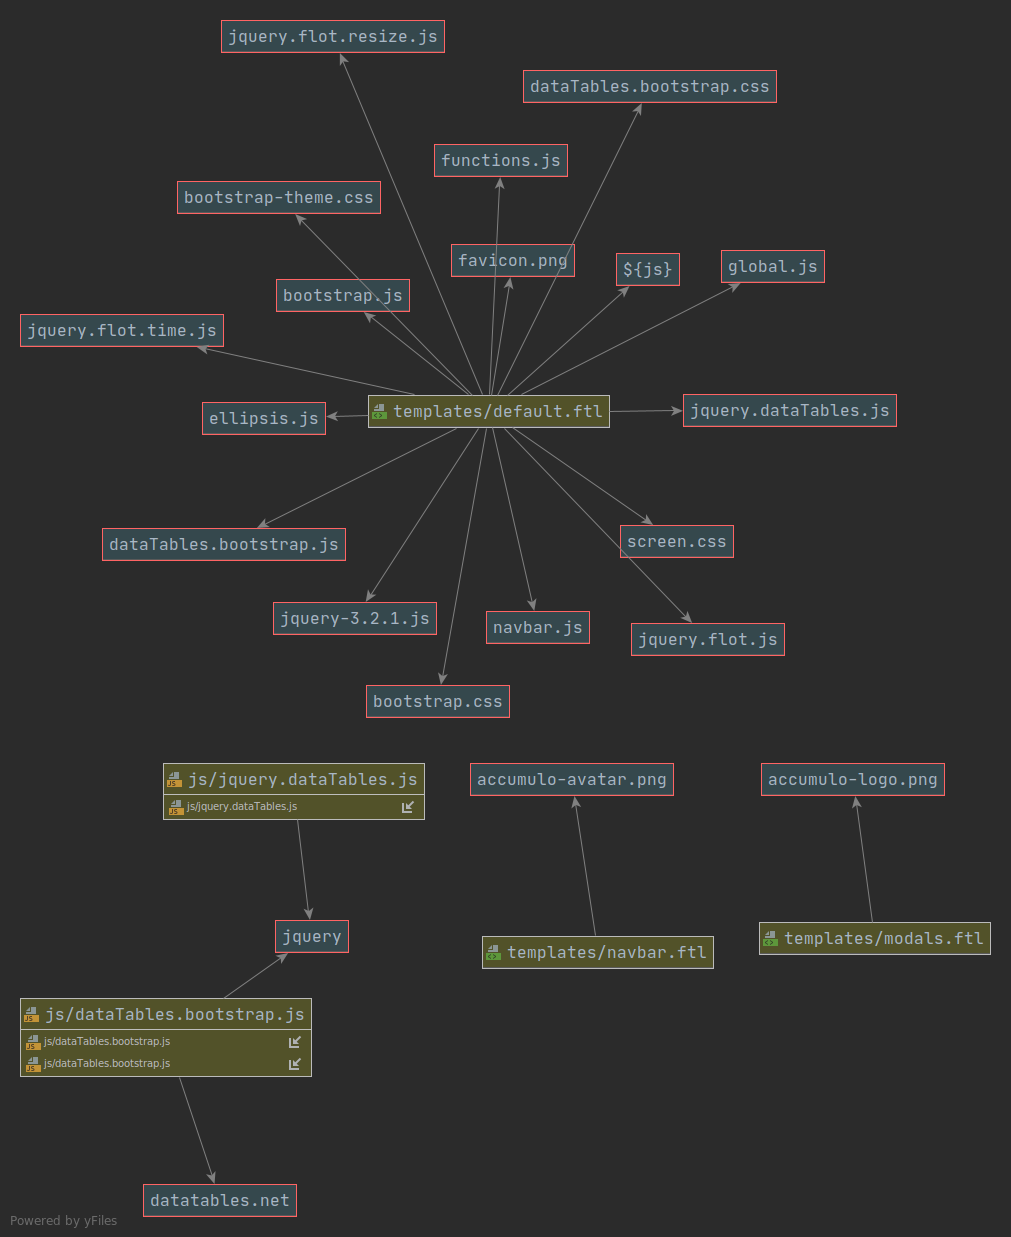 jquery.flot.resize.js
dataTables.bootstrap.css
functions.js
bootstrap-theme.css
favicon.png
${js}
global.js
bootstrap.js
jquery.flot.time.js
templates/default.ftl
jquery.dataTables.js
ellipsis.js
screen.css
dataTables.bootstrap.js
jquery-3.2.1.js
navbar.js
jquery.flot.js
bootstrap.css
js/jquery.dataTables.js
js/jquery.dataTables.js
accumulo-avatar.png
accumulo-logo.png
jquery
templates/navbar.ftl
templates/modals.ftl
js/dataTables.bootstrap.js
js/dataTables.bootstrap.js
js/dataTables.bootstrap.js
datatables.net
Powered by yFiles